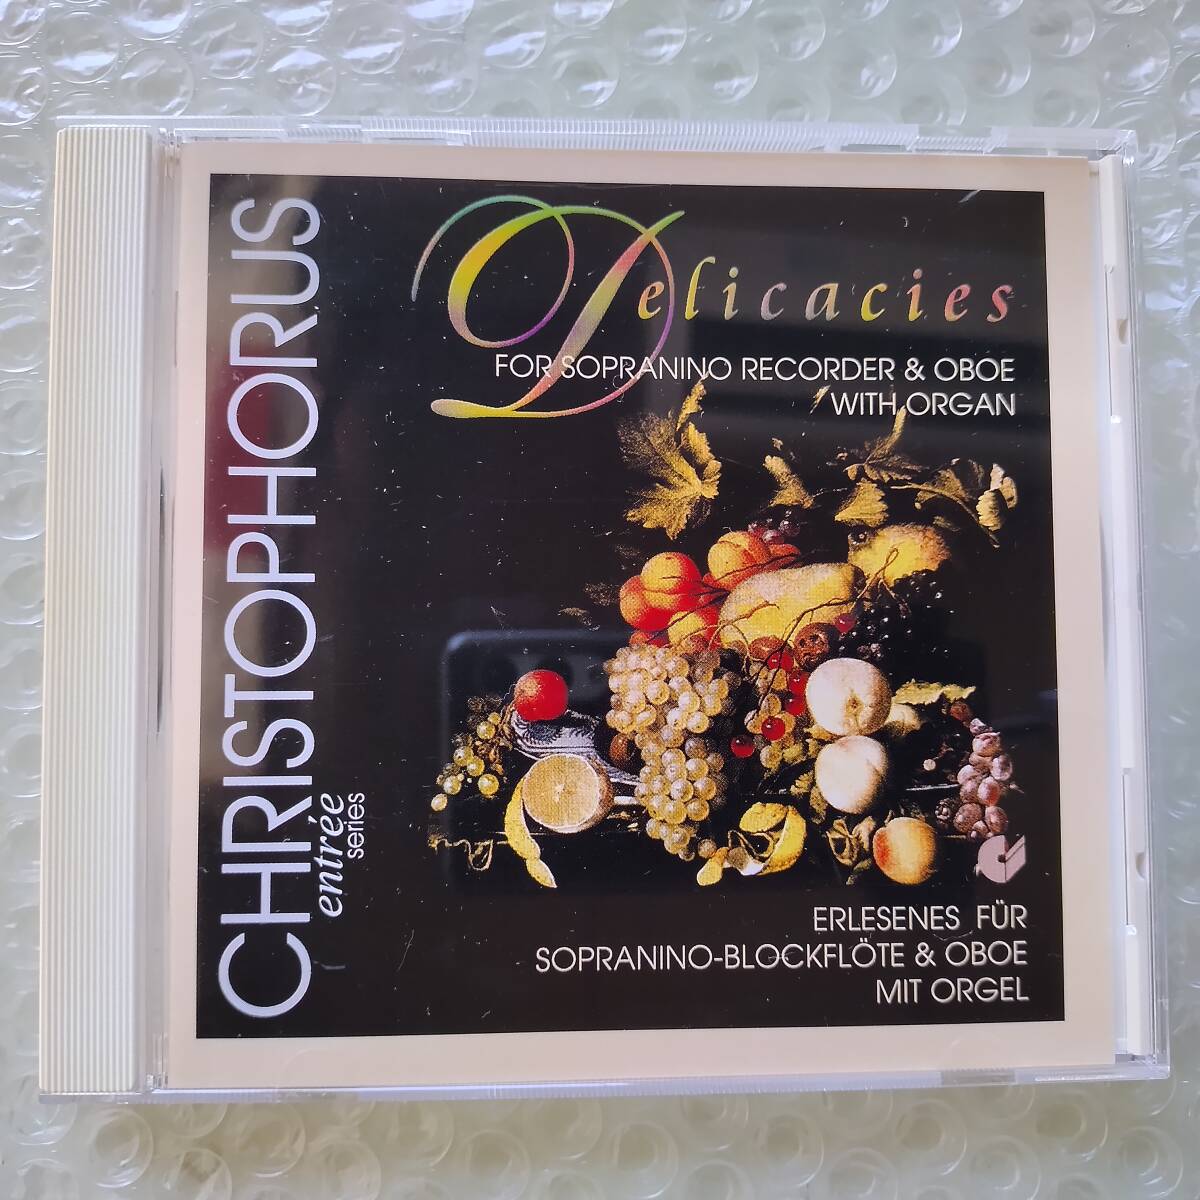 CHRISTOPHORUS
entrée
series
Delicacies
FOR SOPRANINO RECORDER & OBOE
WITH ORGAN
ERLESENES FÜR
SOPRANINO-BLOCKFLÖTE & OBOE
MIT ORGEL